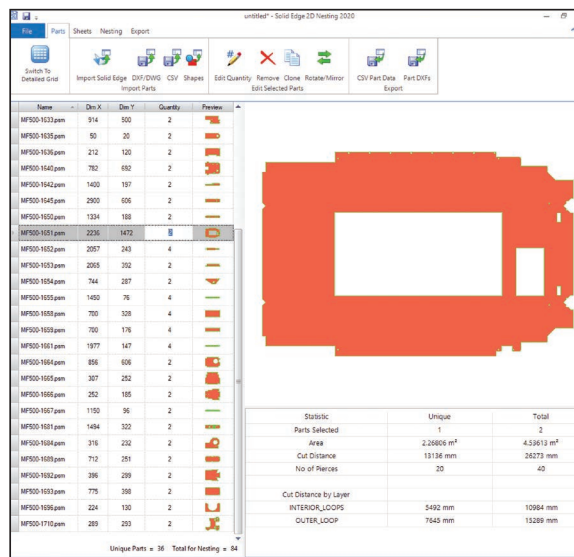 untitled* - Solid Edge 2D Nesting 2020
File Parts Sheets Nesting Export
Switch To
Detailed Grid
Import Solid Edge DXF/DWG CSV Shapes
Import Parts
Edit Quantity Remove Clone Rotate/Mirror
Edit Selected Parts
CSV Part Data Part DXFs
Export
Name Dim X Dim Y Quantity Preview
MF500-1633.psm 914 500 2
MF500-1635.psm 50 20 2
MF500-1636.psm 212 120 2
MF500-1640.psm 782 692 2
MF500-1642.psm 1400 197 2
MF500-1645.psm 2900 606 2
MF500-1650.psm 1334 188 2
MF500-1651.psm 2236 1472 2
MF500-1652.psm 2057 243 4
MF500-1653.psm 2065 392 2
MF500-1654.psm 744 287 2
MF500-1655.psm 1450 76 4
MF500-1658.psm 700 328 4
MF500-1659.psm 700 176 4
MF500-1661.psm 1977 147 4
MF500-1664.psm 856 606 2
MF500-1665.psm 307 252 2
MF500-1666.psm 252 185 2
MF500-1667.psm 1150 96 2
MF500-1681.psm 1494 322 2
MF500-1684.psm 316 232 2
MF500-1689.psm 712 251 2
MF500-1692.psm 396 299 2
MF500-1693.psm 775 398 2
MF500-1696.psm 224 130 2
MF500-1710.psm 289 293 2
Unique Parts = 36 Total for Nesting = 84
Statistic Unique Total
Parts Selected 1 2
Area 2.26806 m² 4.53613 m²
Cut Distance 13136 mm 26273 mm
No of Pierces 20 40
Cut Distance by Layer
INTERIOR_LOOPS 5492 mm 10984 mm
OUTER_LOOP 7645 mm 15289 mm